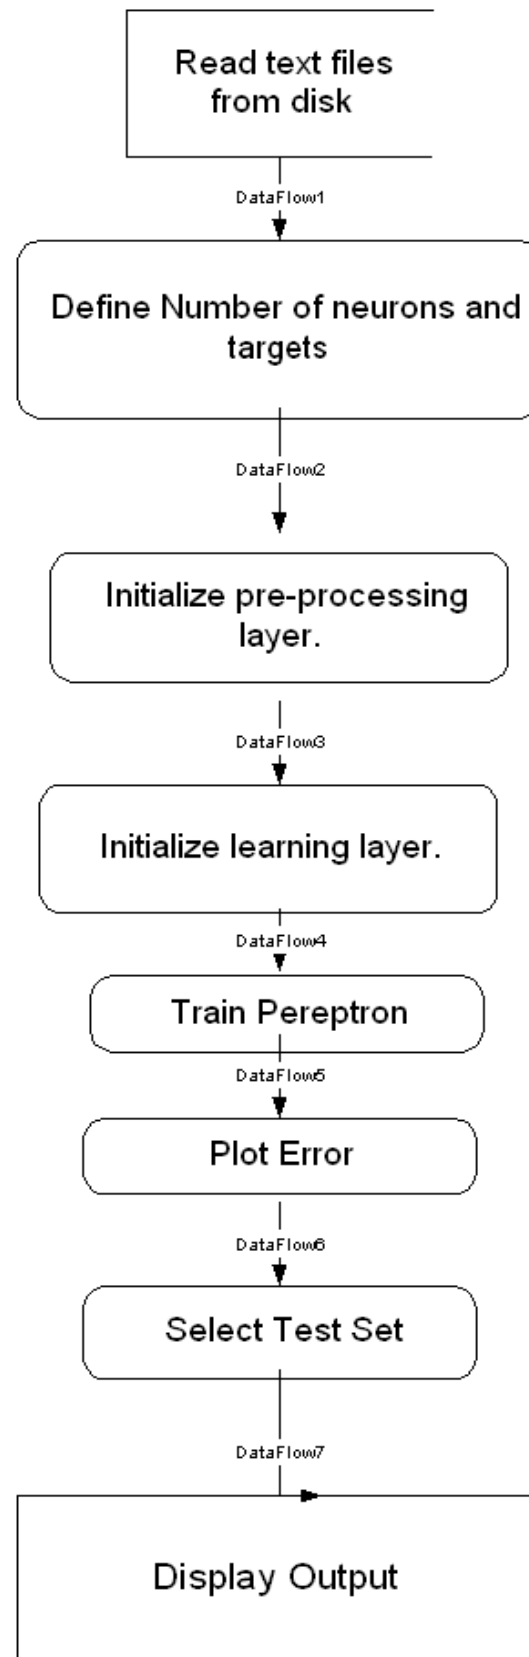 Read text files
from disk
DataFlow1
Define Number of neurons and
targets
DataFlow2
Initialize pre-processing
layer.
DataFlow3
Initialize learning layer.
DataFlow4
Train Pereptron
DataFlow5
Plot Error
DataFlow6
Select Test Set
DataFlow7
Display Output